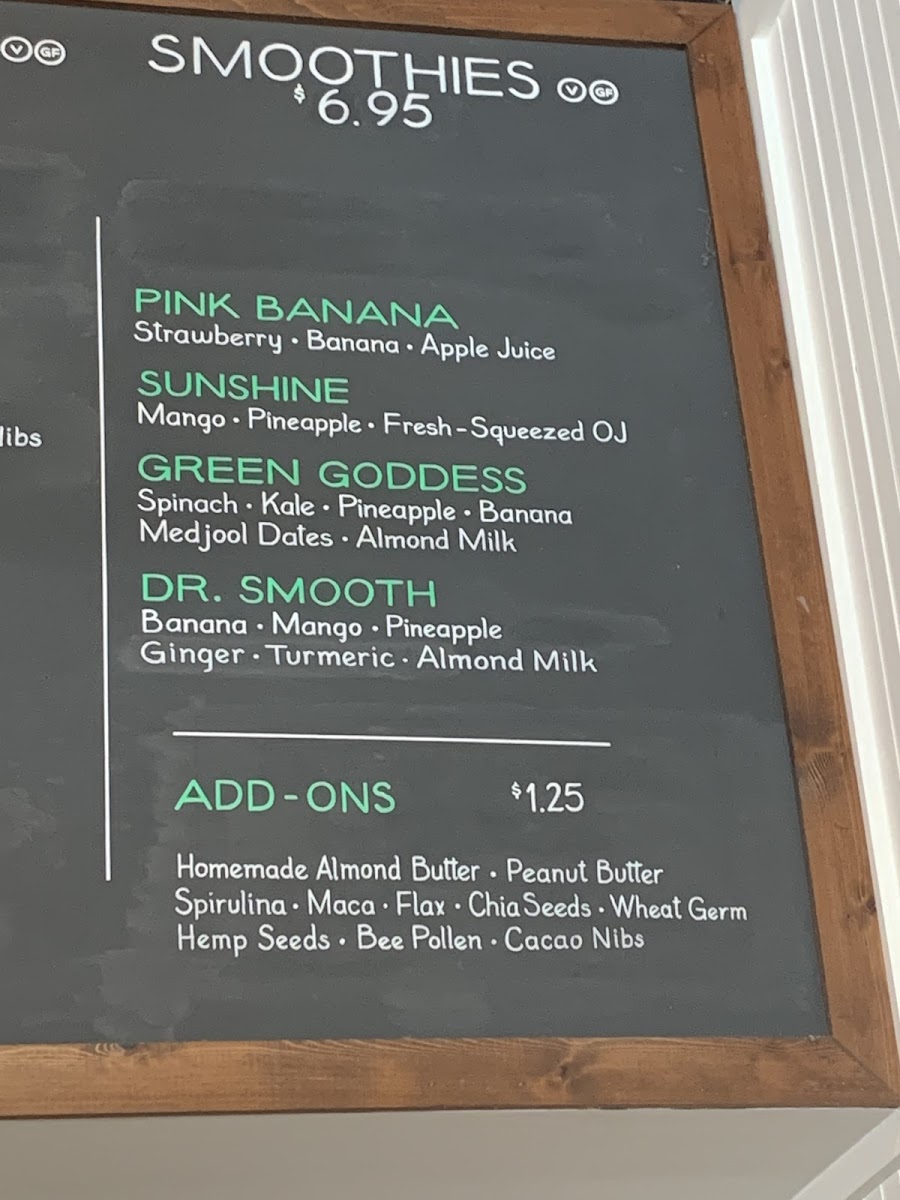 V GF
SMOOTHIES V GF
$6.95
PINK BANANA
Strawberry · Banana · Apple Juice
SUNSHINE
Mango · Pineapple · Fresh-Squeezed OJ
GREEN GODDESS
Spinach · Kale · Pineapple · Banana
Medjool Dates · Almond Milk
DR. SMOOTH
Banana · Mango · Pineapple
Ginger · Turmeric · Almond Milk
ADD-ONS $1.25
Homemade Almond Butter · Peanut Butter
Spirulina · Maca · Flax · Chia Seeds · Wheat Germ
Hemp Seeds · Bee Pollen · Cacao Nibs